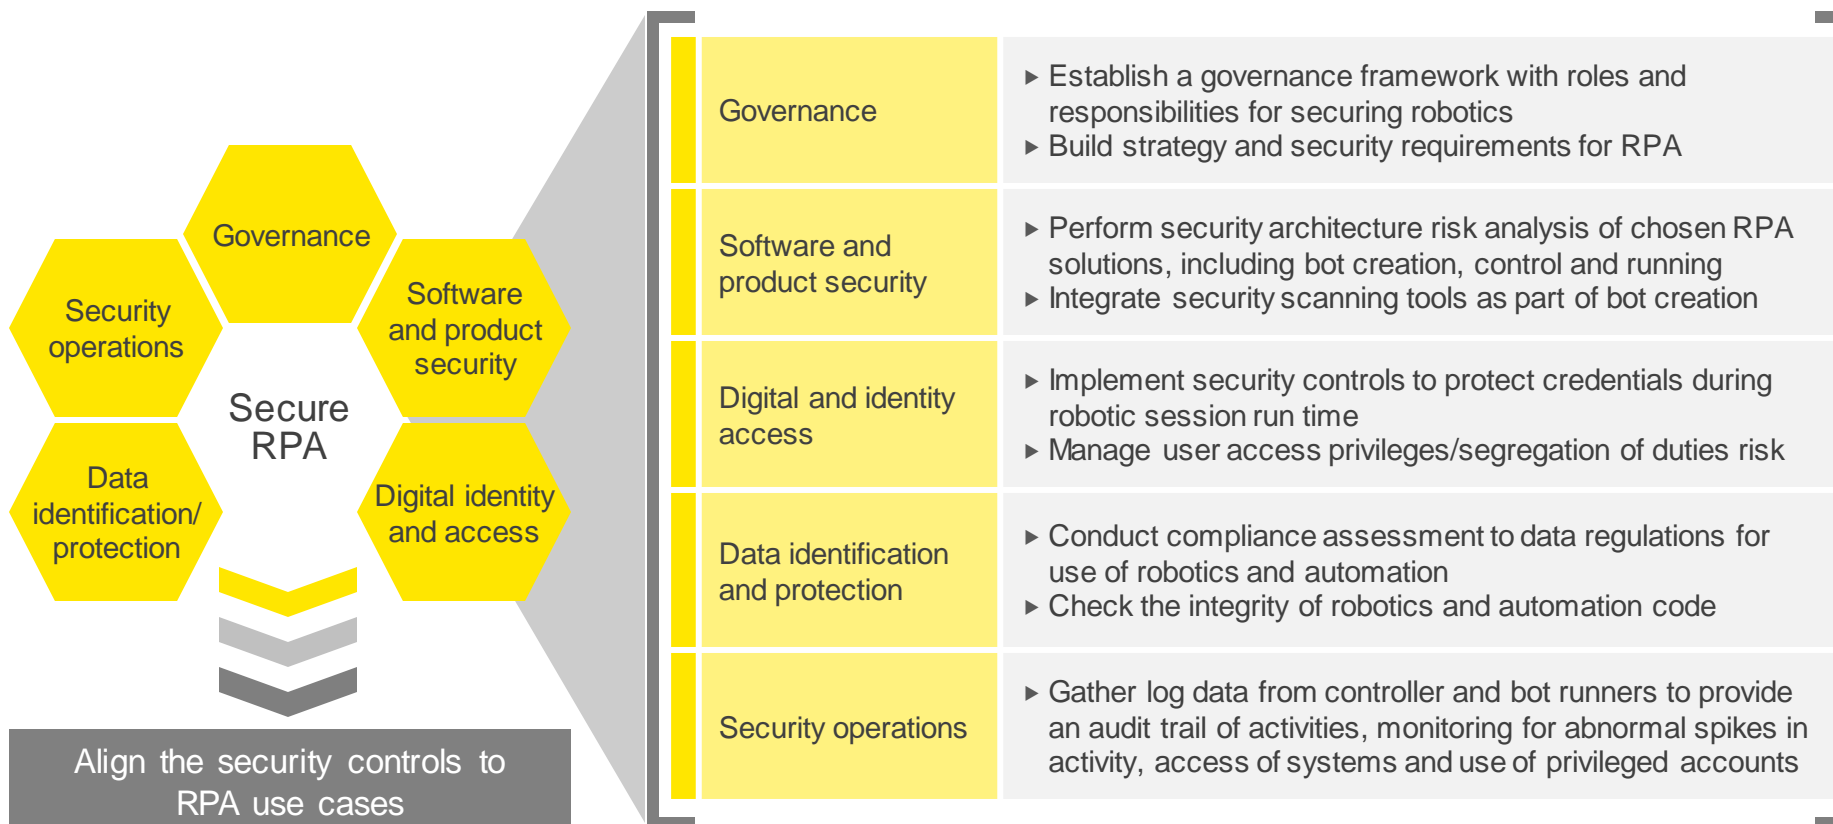 Governance
Security
operations
Software
and product
security
Secure
RPA
Data
identification/
protection
Digital identity
and access
Align the security controls to
RPA use cases
Governance
► Establish a governance framework with roles and
responsibilities for securing robotics
► Build strategy and security requirements for RPA
Software and
product security
► Perform security architecture risk analysis of chosen RPA
solutions, including bot creation, control and running
► Integrate security scanning tools as part of bot creation
Digital and identity
access
► Implement security controls to protect credentials during
robotic session run time
► Manage user access privileges/segregation of duties risk
Data identification
and protection
► Conduct compliance assessment to data regulations for
use of robotics and automation
► Check the integrity of robotics and automation code
Security operations
► Gather log data from controller and bot runners to provide
an audit trail of activities, monitoring for abnormal spikes in
activity, access of systems and use of privileged accounts